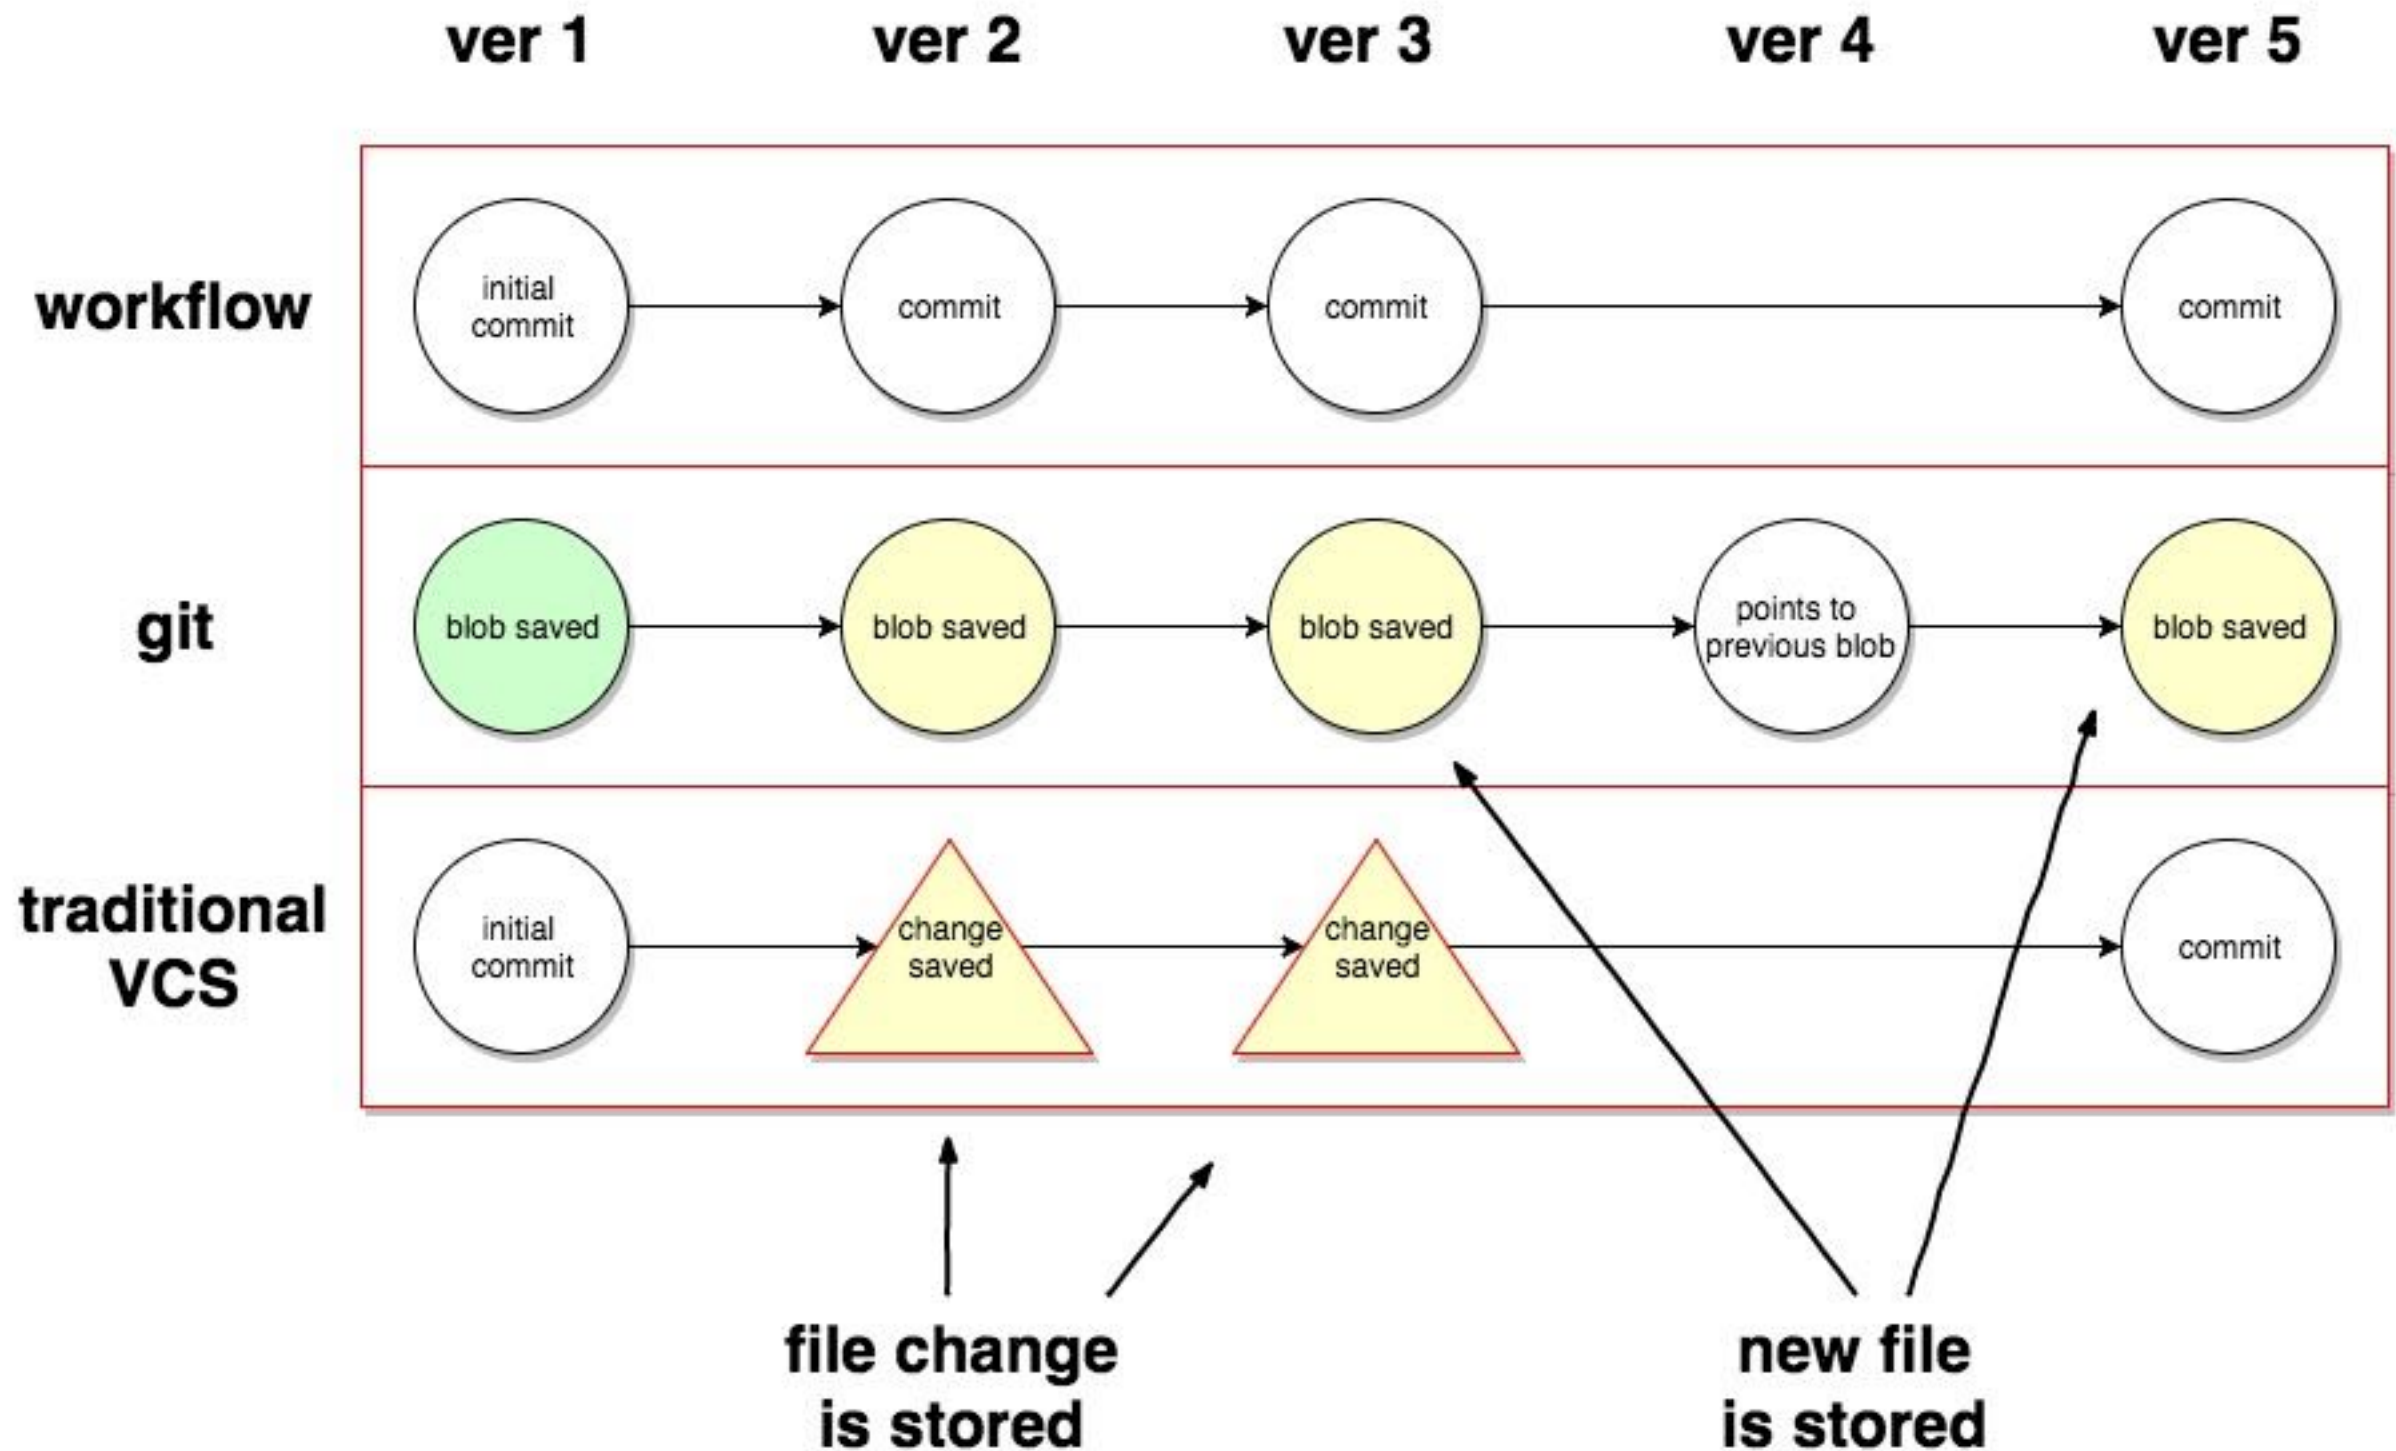 ver 1
ver 2
ver 3
ver 4
ver 5
workflow
initial
commit
commit
commit
commit
git
blob saved
blob saved
blob saved
points to
previous blob
blob saved
traditional
VCS
initial
commit
change
saved
change
saved
commit
file change
is stored
new file
is stored